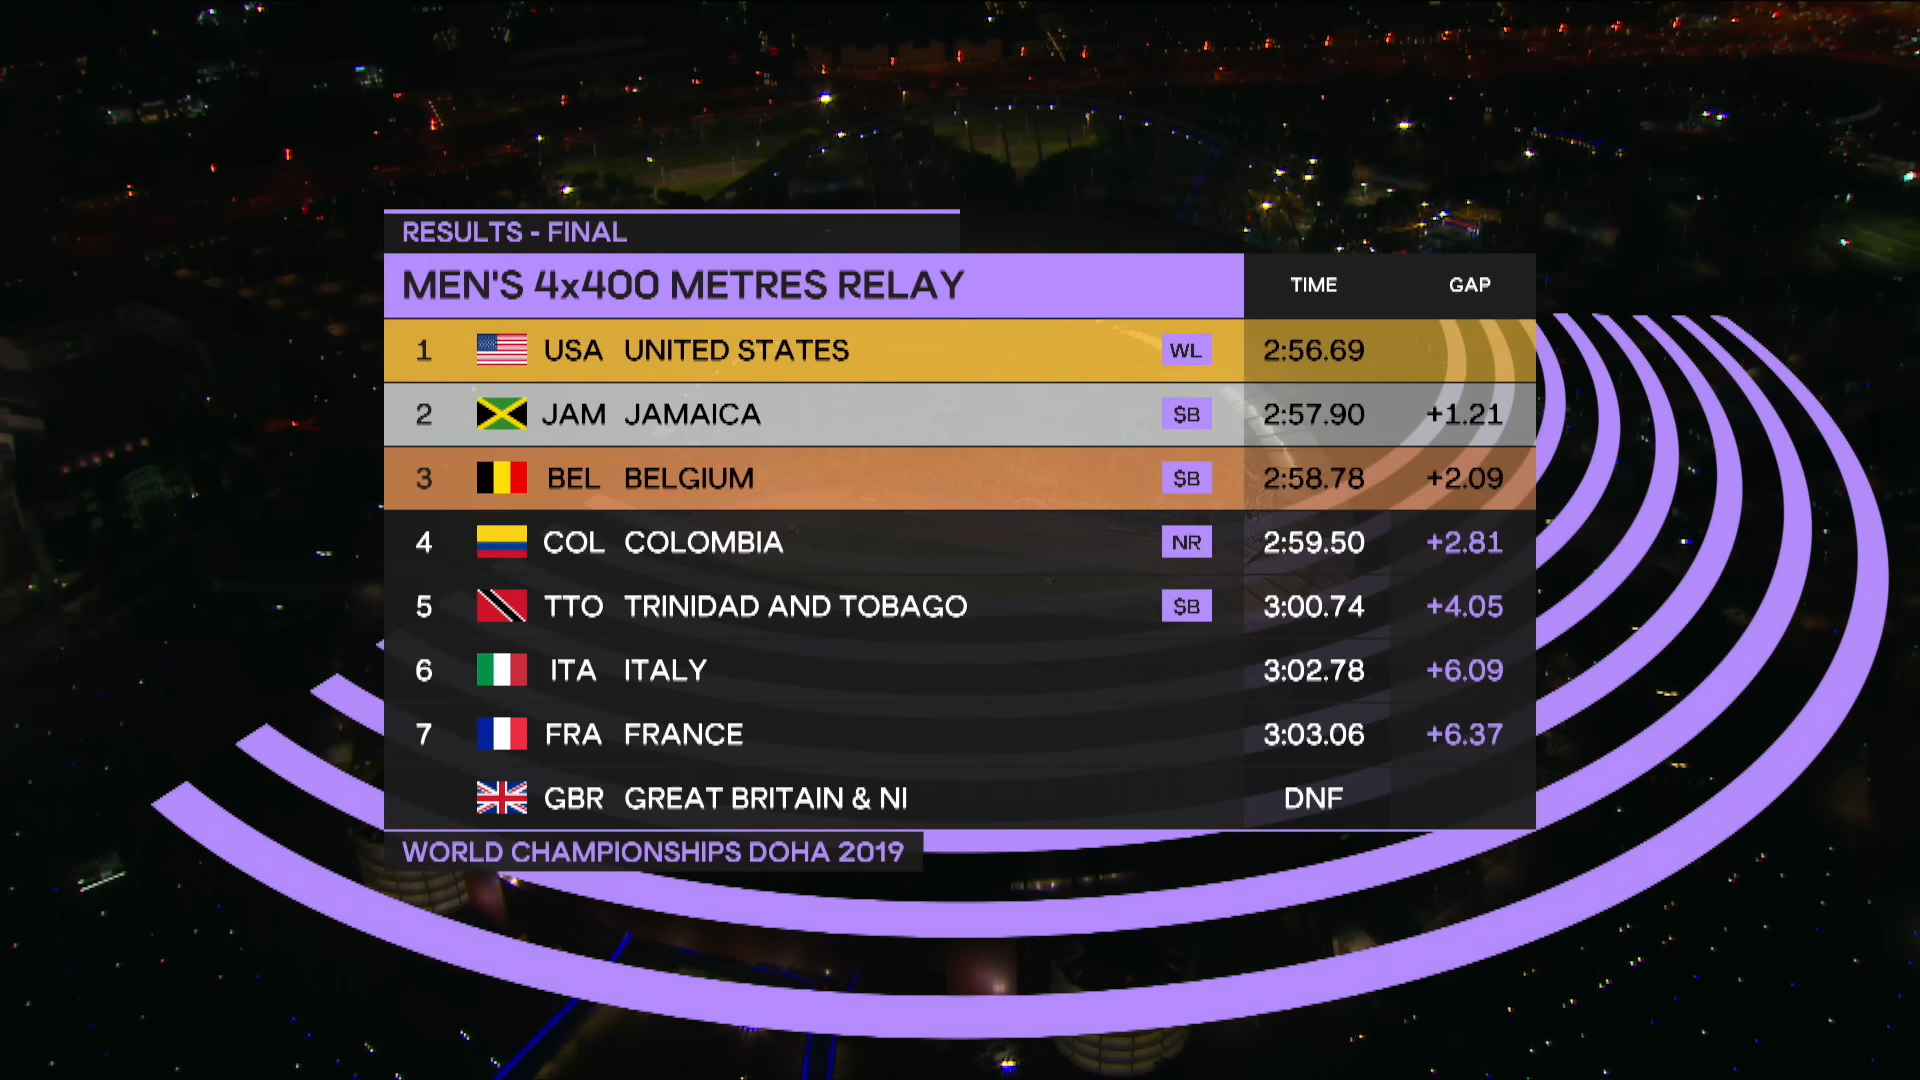 RESULTS - FINAL
MEN'S 4x400 METRES RELAY TIME GAP
1 USA UNITED STATES WL 2:56.69
2 JAM JAMAICA $B 2:57.90 +1.21
3 BEL BELGIUM $B 2:58.78 +2.09
4 COL COLOMBIA NR 2:59.50 +2.81
5 TTO TRINIDAD AND TOBAGO $B 3:00.74 +4.05
6 ITA ITALY 3:02.78 +6.09
7 FRA FRANCE 3:03.06 +6.37
GBR GREAT BRITAIN & NI DNF
WORLD CHAMPIONSHIPS DOHA 2019